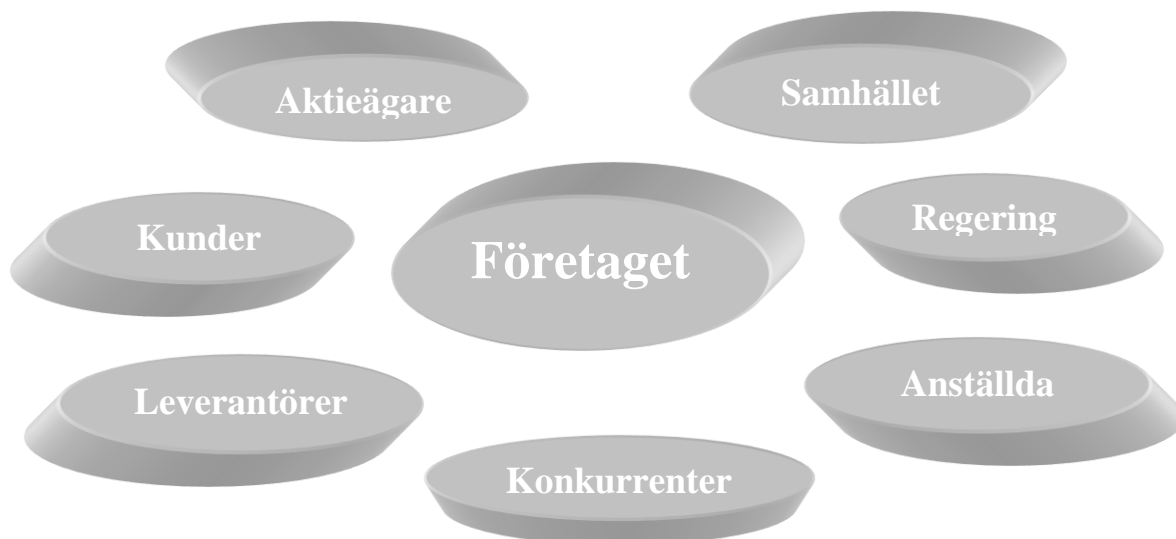 Aktieägare
Samhället
Kunder
Företaget
Regering
Leverantörer
Anställda
Konkurrenter